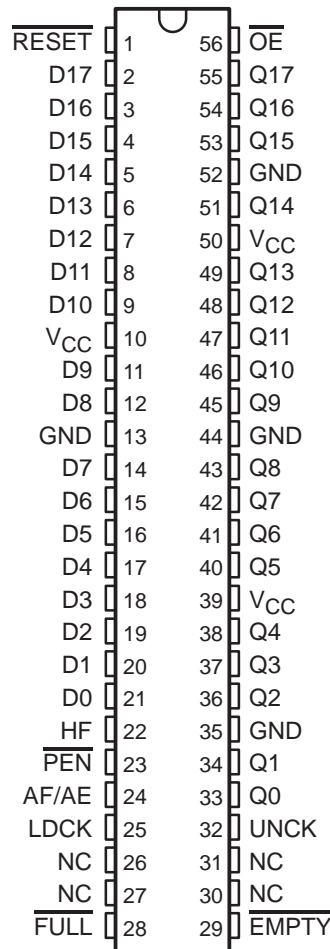 RESET 1 56 OE
D17 2 55 Q17
D16 3 54 Q16
D15 4 53 Q15
D14 5 52 GND
D13 6 51 Q14
D12 7 50 VCC
D11 8 49 Q13
D10 9 48 Q12
VCC 10 47 Q11
D9 11 46 Q10
D8 12 45 Q9
GND 13 44 GND
D7 14 43 Q8
D6 15 42 Q7
D5 16 41 Q6
D4 17 40 Q5
D3 18 39 VCC
D2 19 38 Q4
D1 20 37 Q3
D0 21 36 Q2
HF 22 35 GND
PEN 23 34 Q1
AF/AE 24 33 Q0
LDCK 25 32 UNCK
NC 26 31 NC
NC 27 30 NC
FULL 28 29 EMPTY